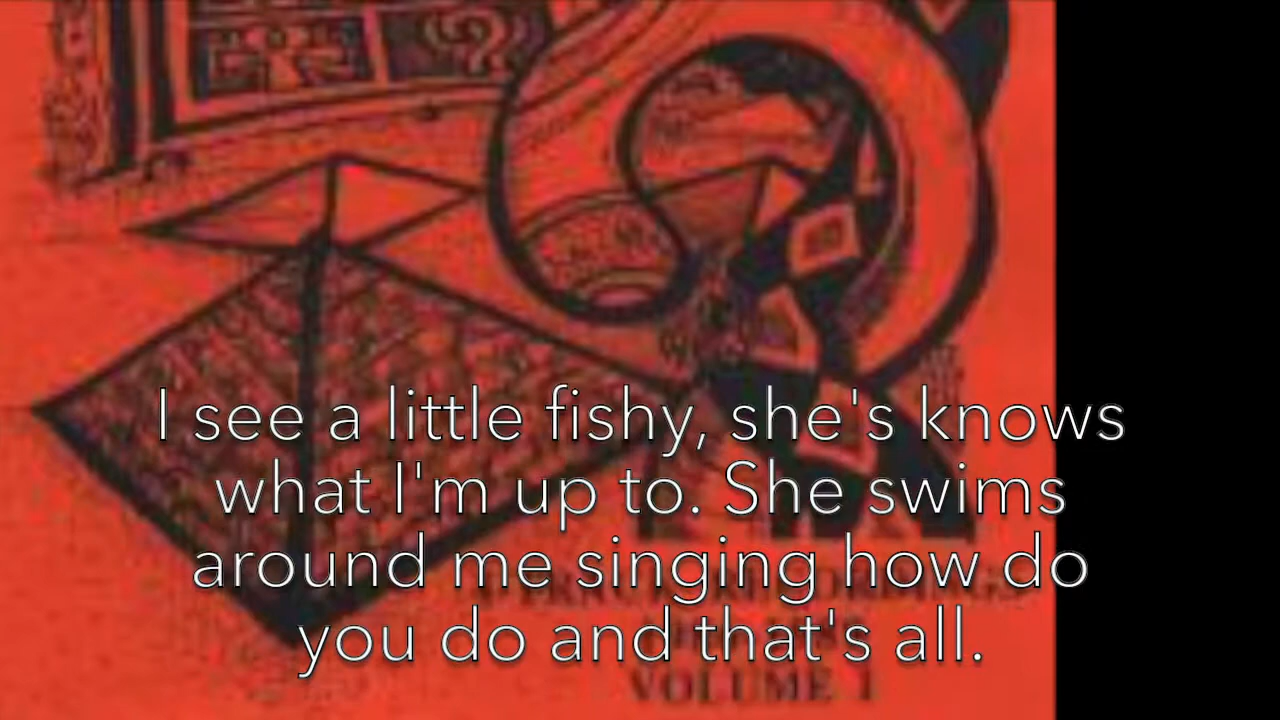 I see a little fishy, she's knows
what I'm up to. She swims
around me singing how do
you do and that's all.
VOLUME 1